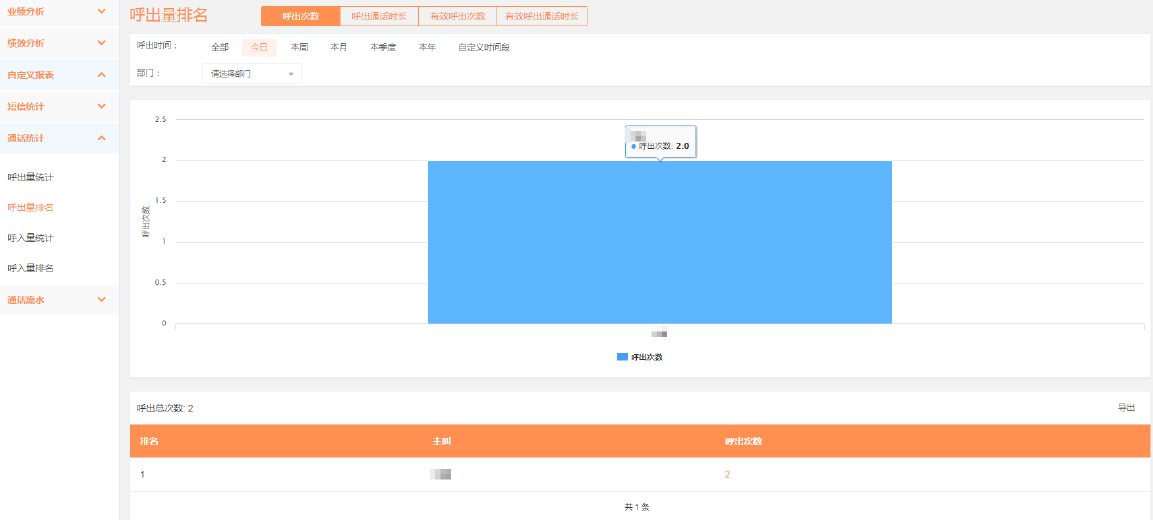 业绩分析
绩效分析
自定义报表
短信统计
通话统计
呼出量统计
呼出量排名
呼入量统计
呼入量排名
通话流水
呼出量排名 呼出次数 呼出通话时长 有效呼出次数 有效呼出通话时长
呼出时间: 全部 今日 本周 本月 本季度 本年 自定义时间段
部门: 请选择部门
2.5
2
1.5
1
0.5
0
呼出次数
呼出次数: 2.0
呼出次数
呼出总次数: 2 导出
排名 主叫 呼出次数
1 2
共 1 条